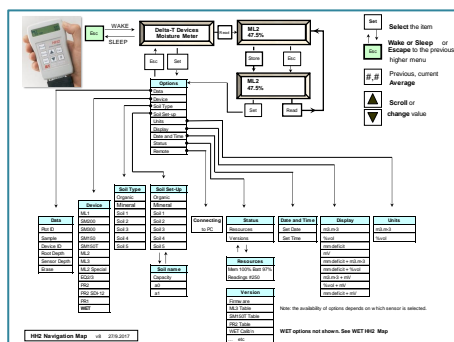 Esc
WAKE
SLEEP
Delta-T Devices
Moisture Meter
Read
ML2
47.5%
Store
Esc
ML2
47.5%
Set
Read
Esc
Set
Set
Select the item
Esc
Wake or Sleep or
Escape to the previous
higher menu
#.#
Previous, current
Average
Scroll or
change value
Options
Data
Device
Soil Type
Soil Set-up
Units
Display
Date and Time
Status
Remote
Data
Plot ID
Sample
Device ID
Root Depth
Sensor Depth
Erase
Device
ML1
SM200
SM300
SM150
SM150T
ML2
ML3
ML2 Special
EQ2/3
PR2
PR2 SDI-12
PR1
WET
Soil Type
Organic
Mineral
Soil 1
Soil 2
Soil 3
Soil 4
Soil 5
Soil Set-Up
Organic
Mineral
Soil 1
Soil 2
Soil 3
Soil 4
Soil 5
Soil name
Capacity
a0
a1
Connecting
to PC
Status
Resources
Versions
Resources
Mem 100% Batt 97%
Readings #250
Version
Firmware
ML3 Table
SM150T Table
PR2 Table
WET Calibn
etc
Date and Time
Set Date
Set Time
Display
m3.m-3
%vol
mm deficit
mV
mm deficit + m3.m-3
mm deficit + %vol
m3.m-3 + mV
%vol + mV
mm deficit + mV
Units
m3.m-3
%vol
Note: the availability of options depends on which sensor is selected.
WET options not shown. See WET HH2 Map
HH2 Navigation Map v8 27/9.2017